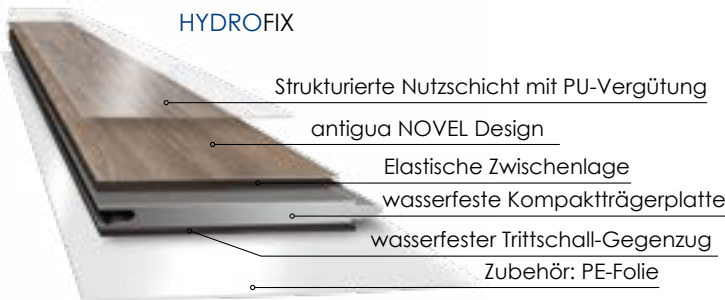 HYDROFIX
Strukturierte Nutzschicht mit PU-Vergütung
antigua NOVEL Design
Elastische Zwischenlage
wasserfeste Kompaktträgerplatte
wasserfester Trittschall-Gegenzug
Zubehör: PE-Folie